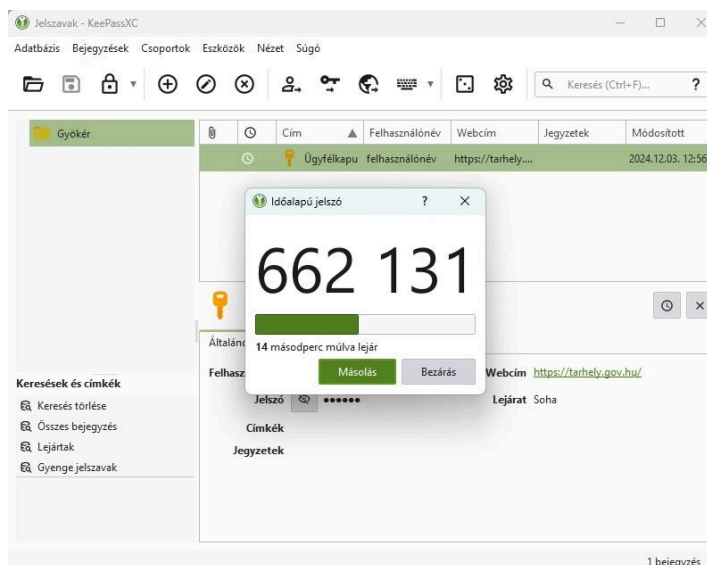 Jelszavak - KeePassXC
Adatbázis Bejegyzések Csoportok Eszközök Nézet Súgó
Keresés (Ctrl+F)... ?
Gyökér
Cím Felhasználónév Webcím Jegyzetek Módosított
Ügyfélkapu felhasználónév https://tarhely.... 2024.12.03. 12:56
Időalapú jelszó ?
662 131
14 másodperc múlva lejár
Másolás Bezárás
Webcím https://tarhely.gov.hu/
Jelszó ●●●●●● Lejárat Soha
Címkék
Jegyzetek
Keresések és címkék
Keresés törlése
Összes bejegyzés
Lejártak
Gyenge jelszavak
1 bejegyzés